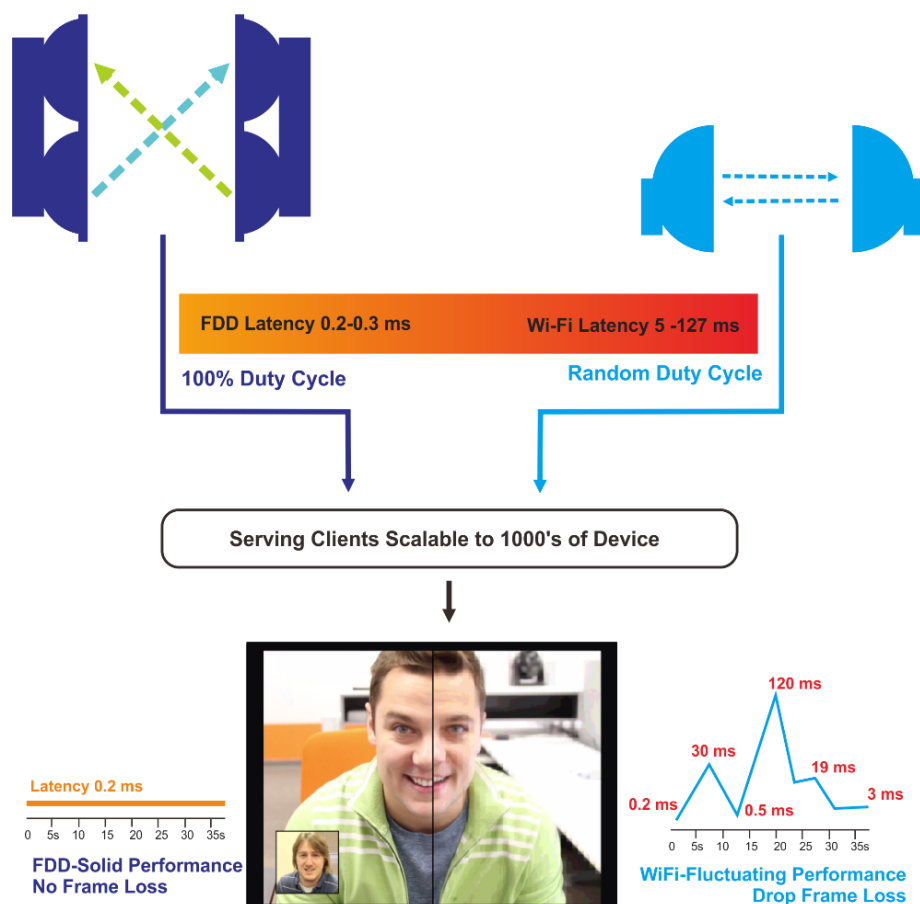 FDD Latency 0.2-0.3 ms
Wi-Fi Latency 5 -127 ms
100% Duty Cycle
Random Duty Cycle
Serving Clients Scalable to 1000's of Device
Latency 0.2 ms
0 5s 10 15 20 25 30 35s
FDD-Solid Performance
No Frame Loss
120 ms
30 ms
19 ms
0.2 ms
0.5 ms
3 ms
0 5s 10 15 20 25 30 35s
WiFi-Fluctuating Performance
Drop Frame Loss